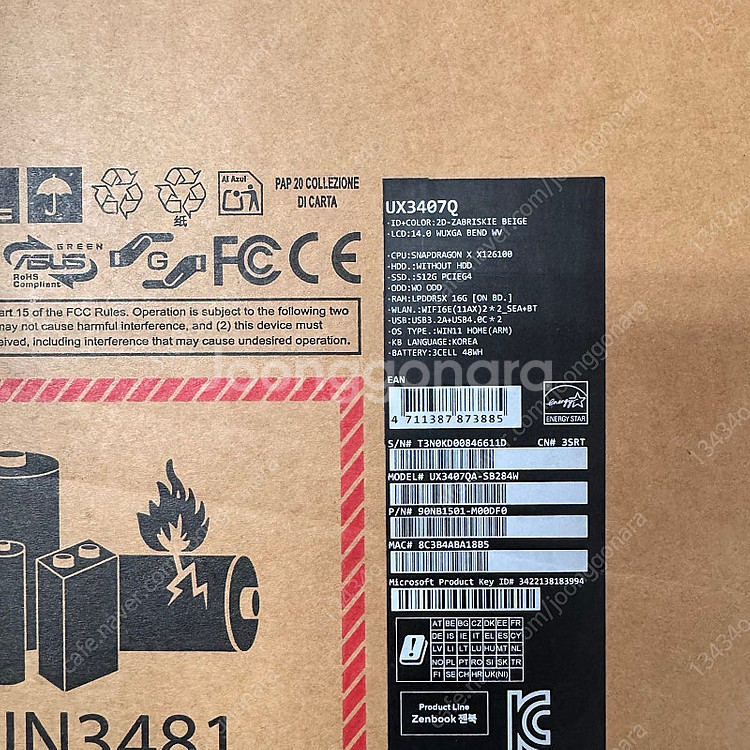 Al Azul
PAP 20 COLLEZIONE
DI CARTA
纸
GREEN
ASUS
RoHS
Compliant
G
FCC CE
art 15 of the FCC Rules. Operation is subject to the following two
may not cause harmful interference, and (2) this device must
eived, including interference that may cause undesired operation.
UN3481
UX3407Q
·ID+COLOR:2D-ZABRISKIE BEIGE
·LCD:14.0 WUXGA BEND WV
·CPU:SNAPDRAGON X X126100
·HDD.:WITHOUT HDD
·SSD.:512G PCIEG4
·ODD:WO ODD
·RAM:LPDDR5X 16G [ON BD.]
·WLAN.:WIFI6E(11AX)2*2_SEA+BT
·USB:USB3.2A+USB4.0C*2
·OS TYPE.:WIN11 HOME(ARM)
·KB LANGUAGE:KOREA
·BATTERY:3CELL 48WH
EAN
4 711387 873885
energy
ENERGY STAR
S/N# T3N0KD00846611D CN# 3SRT
MODEL# UX3407QA-SB284W
P/N# 90NB1501-M00DF0
MAC# 8C3B4ABA18B5
Microsoft Product Key ID# 3422138183994
AT BE BG CZ DK EE FR
DE IS IE IT EL ES CY
LV LI LT LU HU MT NL
NO PL PT RO SI SK TR
FI SE CH HR UK(NI)
Product Line
Zenbook 젠북
joonggonara
cafe.naver.com/joonggonara